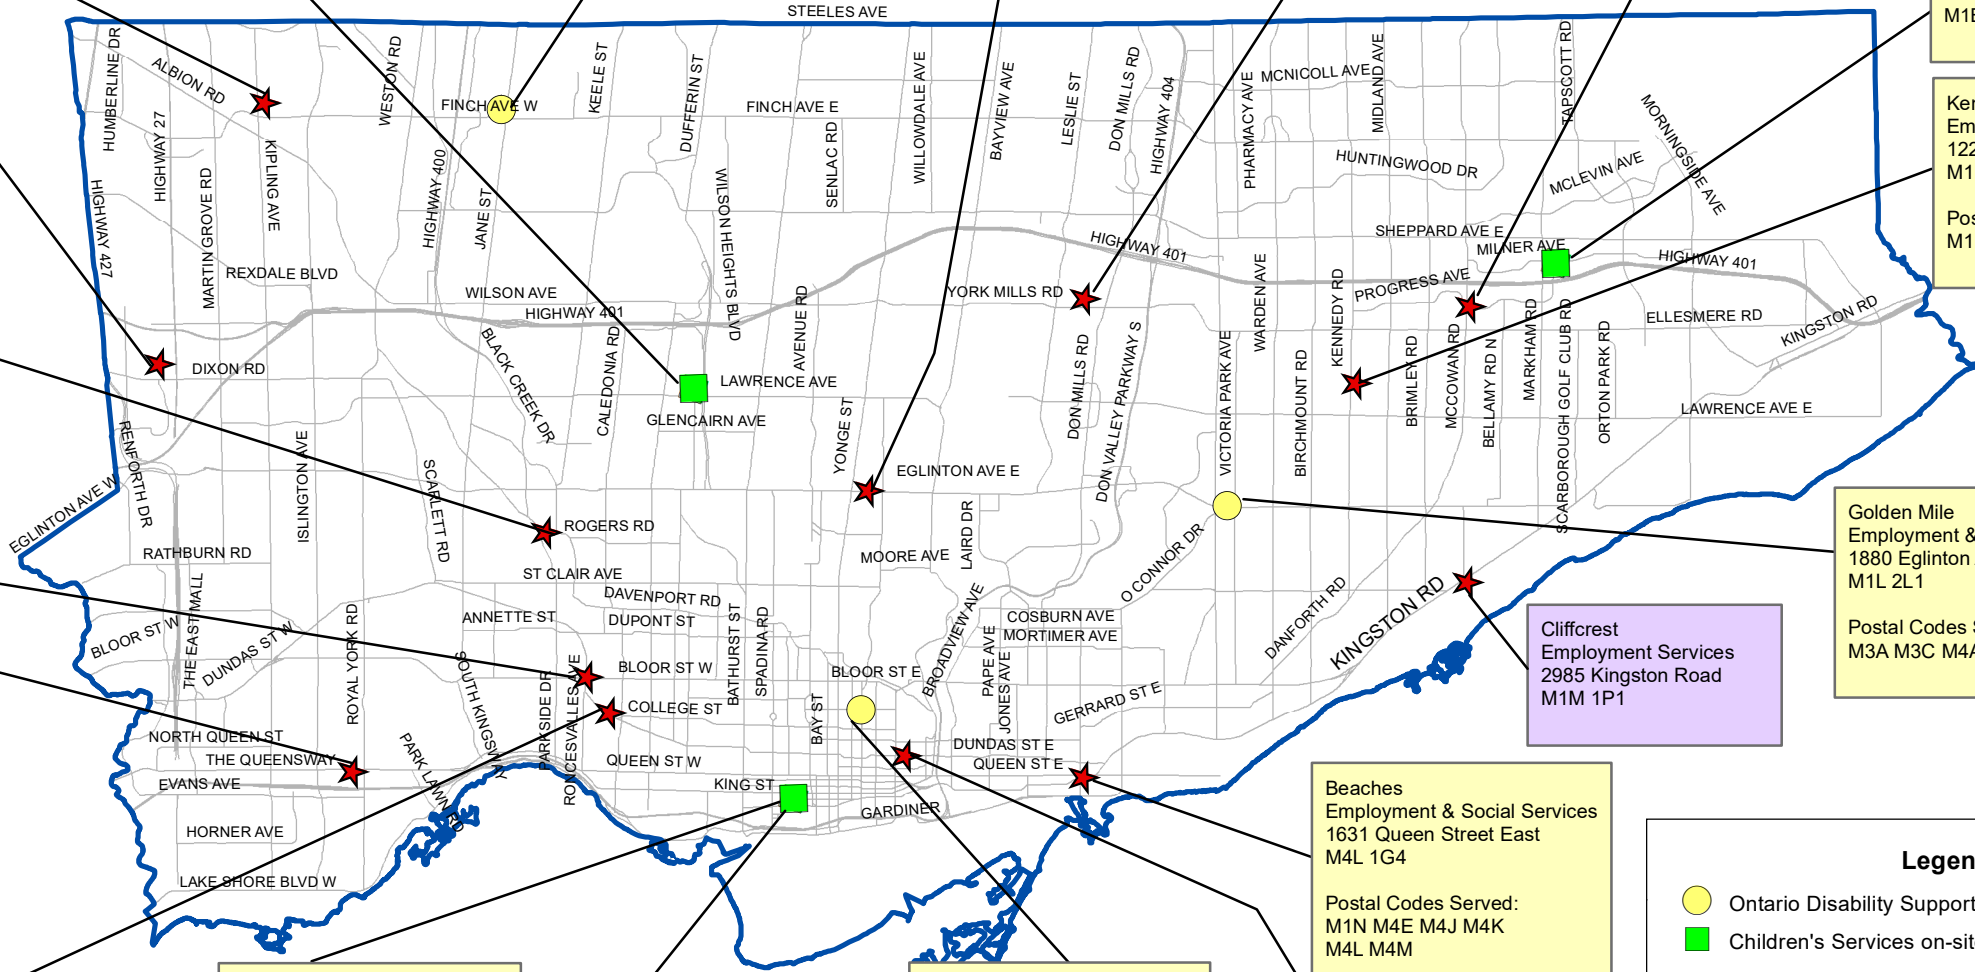 STEELES AVE
M1E
HUMBERLINE DR
ALBION RD
WESTON RD
KEELE ST
DUFFERIN ST
WILLOWDALE AVE
BAYVIEW AVE
LESLIE ST
DON MILLS RD
HIGHWAY 404
PHARMACY AVE
MCNICOLL AVE
MIDLAND AVE
TAPSCOTT RD
MORNINGSIDE AVE
FINCH AVE W
FINCH AVE E
HIGHWAY 27
KIPLING AVE
HIGHWAY 400
SENLAC RD
HUNTINGWOOD DR
MCLEVIN AVE
Ken
Em
122
M1
Pos
M1
HIGHWAY 427
MARTIN GROVE RD
JANE ST
WILSON HEIGHTS BLVD
HIGHWAY 401
SHEPPARD AVE E
MILNER AVE
HIGHWAY 401
REXDALE BLVD
WILSON AVE
HIGHWAY 401
AVENUE RD
YORK MILLS RD
WARDEN AVE
KENNEDY RD
PROGRESS AVE
ELLESMERE RD
KINGSTON RD
DIXON RD
BLACK CREEK DR
CALEDONIA RD
LAWRENCE AVE
GLENCAIRN AVE
YONGE ST
DON MILLS RD
DON VALLEY PARKWAY S
VICTORIA PARK AVE
BIRCHMOUNT RD
BRIMLEY RD
MCCOWAN RD
BELLAMY RD N
MARKHAM RD
SCARBOROUGH GOLF CLUB RD
ORTON PARK RD
LAWRENCE AVE E
RENFORTH DR
ISLINGTON AVE
SCARLETT RD
EGLINTON AVE E
EGLINTON AVE W
ROGERS RD
LAIRD DR
RATHBURN RD
MOORE AVE
O CONNOR DR
Golden Mile
Employment &
1880 Eglinton
M1L 2L1
Postal Codes S
M3A M3C M4A
ST CLAIR AVE
DAVENPORT RD
THE EAST MALL
BLOOR ST W
DUNDAS ST W
ROYAL YORK RD
ANNETTE ST
DUPONT ST
BATHURST ST
SPADINA RD
BROADVIEW AVE
COSBURN AVE
MORTIMER AVE
PAPE AVE
JONES AVE
DANFORTH RD
KINGSTON RD
Cliffcrest
Employment Services
2985 Kingston Road
M1M 1P1
SOUTH KINGSWAY
PARKSIDE DR
RONCESVALLES AVE
BLOOR ST W
BLOOR ST E
COLLEGE ST
BAY ST
GERRARD ST E
NORTH QUEEN ST
THE QUEENSWAY
EVANS AVE
PARK LAWN RD
QUEEN ST W
DUNDAS ST E
QUEEN ST E
KING ST
GARDINER
HORNER AVE
LAKE SHORE BLVD W
Beaches
Employment & Social Services
1631 Queen Street East
M4L 1G4
Postal Codes Served:
M1N M4E M4J M4K
M4L M4M
Legen
Ontario Disability Support
Children's Services on-site